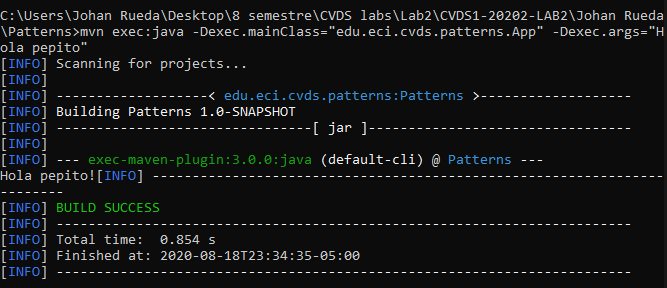 C:\Users\Johan Rueda\Desktop\8 semestre\CVDS labs\Lab2\CVDS1-20202-LAB2\Johan Rueda
\Patterns>mvn exec:java -Dexec.mainClass="edu.eci.cvds.patterns.App" -Dexec.args="H
ola pepito"
[INFO] Scanning for projects...
[INFO]
[INFO] -------------------< edu.eci.cvds.patterns:Patterns >-------------------
[INFO] Building Patterns 1.0-SNAPSHOT
[INFO] --------------------------------[ jar ]---------------------------------
[INFO]
[INFO] --- exec-maven-plugin:3.0.0:java (default-cli) @ Patterns ---
Hola pepito![INFO] ----------------------------------------------------------------
--------
[INFO] BUILD SUCCESS
[INFO] ------------------------------------------------------------------------
[INFO] Total time:  0.854 s
[INFO] Finished at: 2020-08-18T23:34:35-05:00
[INFO] ------------------------------------------------------------------------